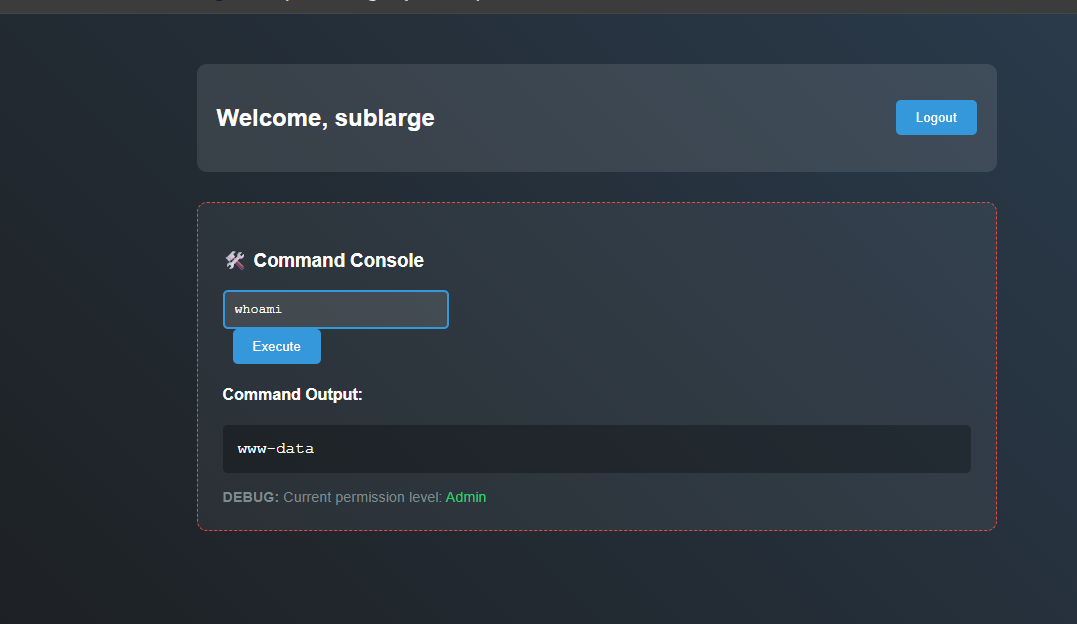 Welcome, sublarge
Logout
Command Console
whoami
Execute
Command Output:
www-data
DEBUG: Current permission level: Admin